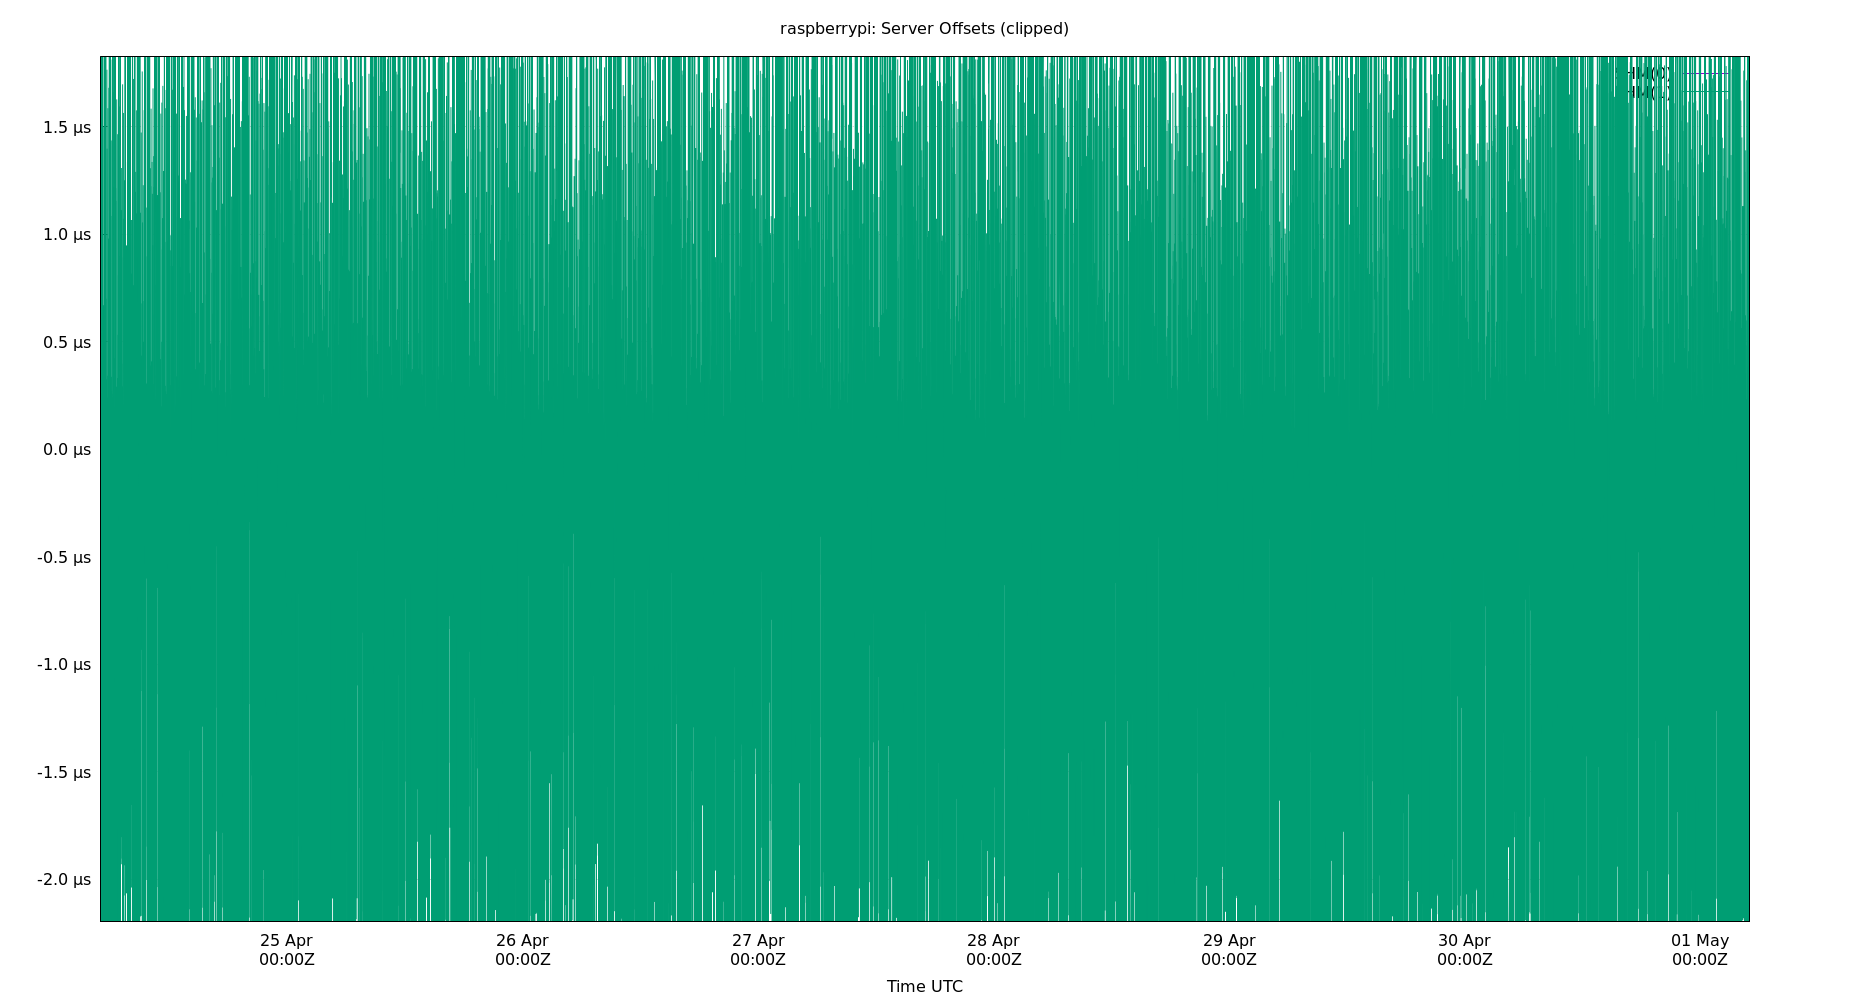 raspberrypi: Server Offsets (clipped)
1.5 µs
1.0 µs
0.5 µs
0.0 µs
-0.5 µs
-1.0 µs
-1.5 µs
-2.0 µs
25 Apr
00:00Z
26 Apr
00:00Z
27 Apr
00:00Z
28 Apr
00:00Z
29 Apr
00:00Z
30 Apr
00:00Z
01 May
00:00Z
Time UTC